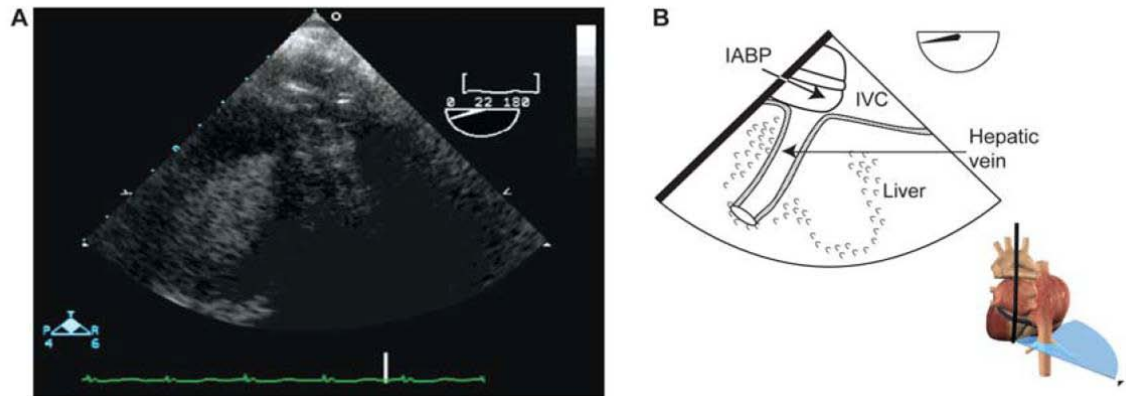 A
0 22 180
T
P R
4 6
B
IABP
IVC
Hepatic
vein
Liver